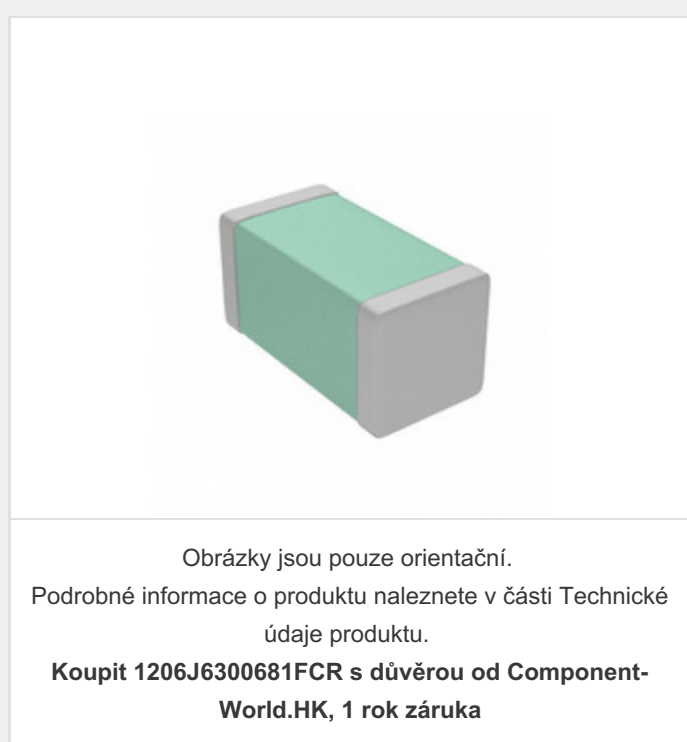 Obrázky jsou pouze orientační.
Podrobné informace o produktu naleznete v části Technické
údaje produktu.
Koupit 1206J6300681FCR s důvěrou od Component-
World.HK, 1 rok záruka